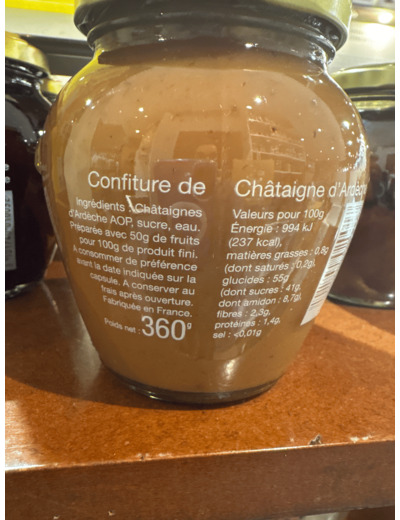 Confiture de Châtaigne d'Ardèche
Ingrédients : Châtaignes
d'Ardèche AOP, sucre, eau.
Préparée avec 50g de fruits
pour 100g de produit fini.
A consommer de préférence
avant la date indiquée sur la
capsule. A conserver au
frais après ouverture.
Fabriquée en France.
Poids net : 360g
Valeurs pour 100g
Énergie : 994 kJ
(237 kcal),
matières grasses : 0,8g
(dont saturés : 0,2g),
glucides : 55g
(dont sucres : 41g,
dont amidon : 8,7g),
fibres : 2,3g,
protéines : 1,4g,
sel : <0,01g